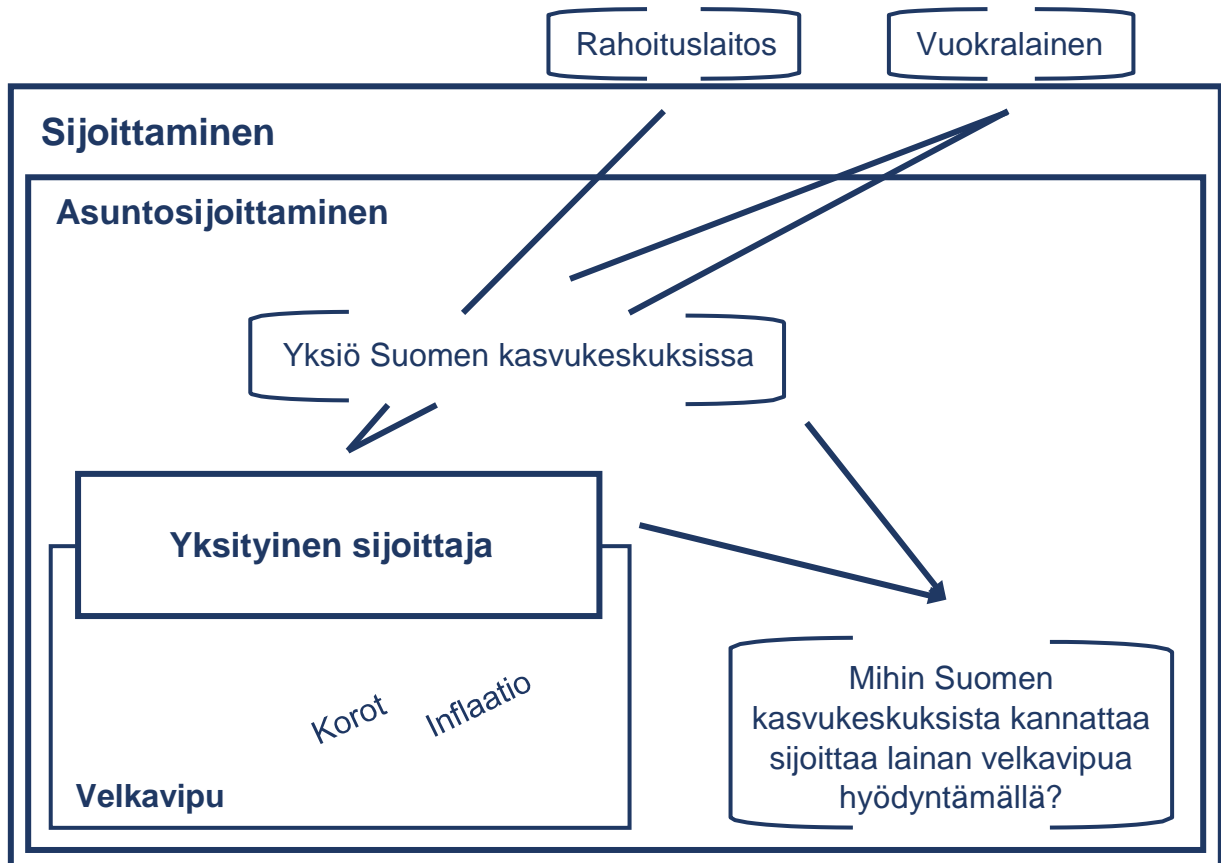 Rahoituslaitos
Vuokralainen
Sijoittaminen
Asuntosijoittaminen
Yksiö Suomen kasvukeskuksissa
Yksityinen sijoittaja
Korot
Inflaatio
Velkavipu
Mihin Suomen
kasvukeskuksista kannattaa
sijoittaa lainan velkavipua
hyödyntämällä?